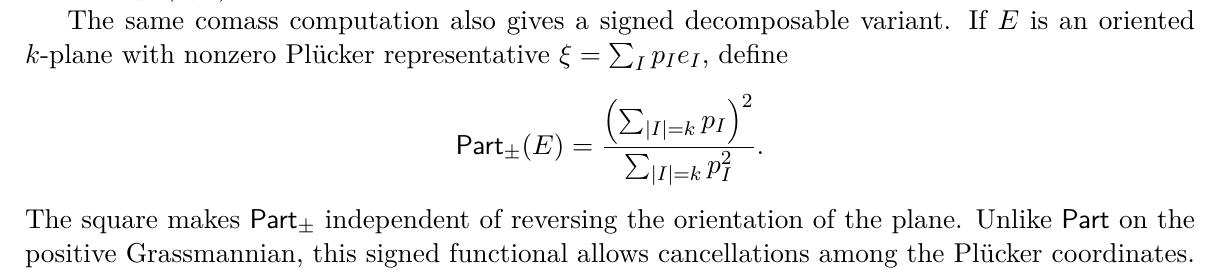 The same comass computation also gives a signed decomposable variant. If E is an oriented
k-plane with nonzero Plücker representative ξ = ∑_I p_I e_I, define
Part_±(E) = (∑_{|I|=k} p_I)^2 / ∑_{|I|=k} p_I^2.
The square makes Part_± independent of reversing the orientation of the plane. Unlike Part on the
positive Grassmannian, this signed functional allows cancellations among the Plücker coordinates.